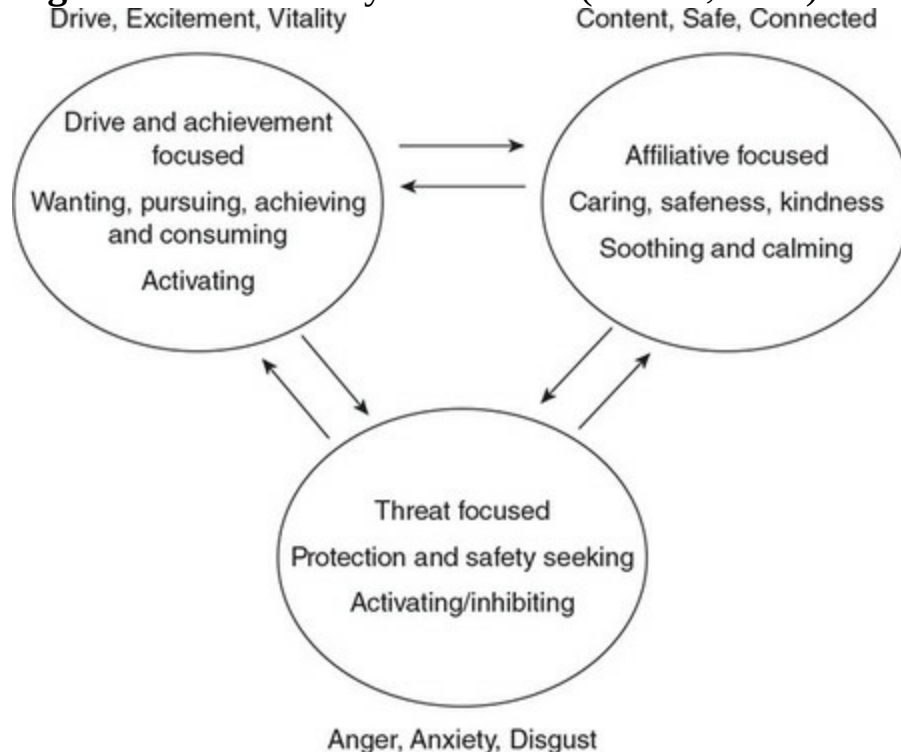 Drive, Excitement, Vitality
Content, Safe, Connected
Drive and achievement
focused
Wanting, pursuing, achieving
and consuming
Activating
Affiliative focused
Caring, safeness, kindness
Soothing and calming
Threat focused
Protection and safety seeking
Activating/inhibiting
Anger, Anxiety, Disgust